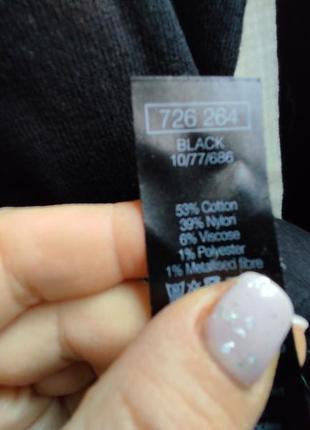 726 264
BLACK
10/77/686
53% Cotton
39% Nylon
6% Viscose
1% Polyester
1% Metallised fibre